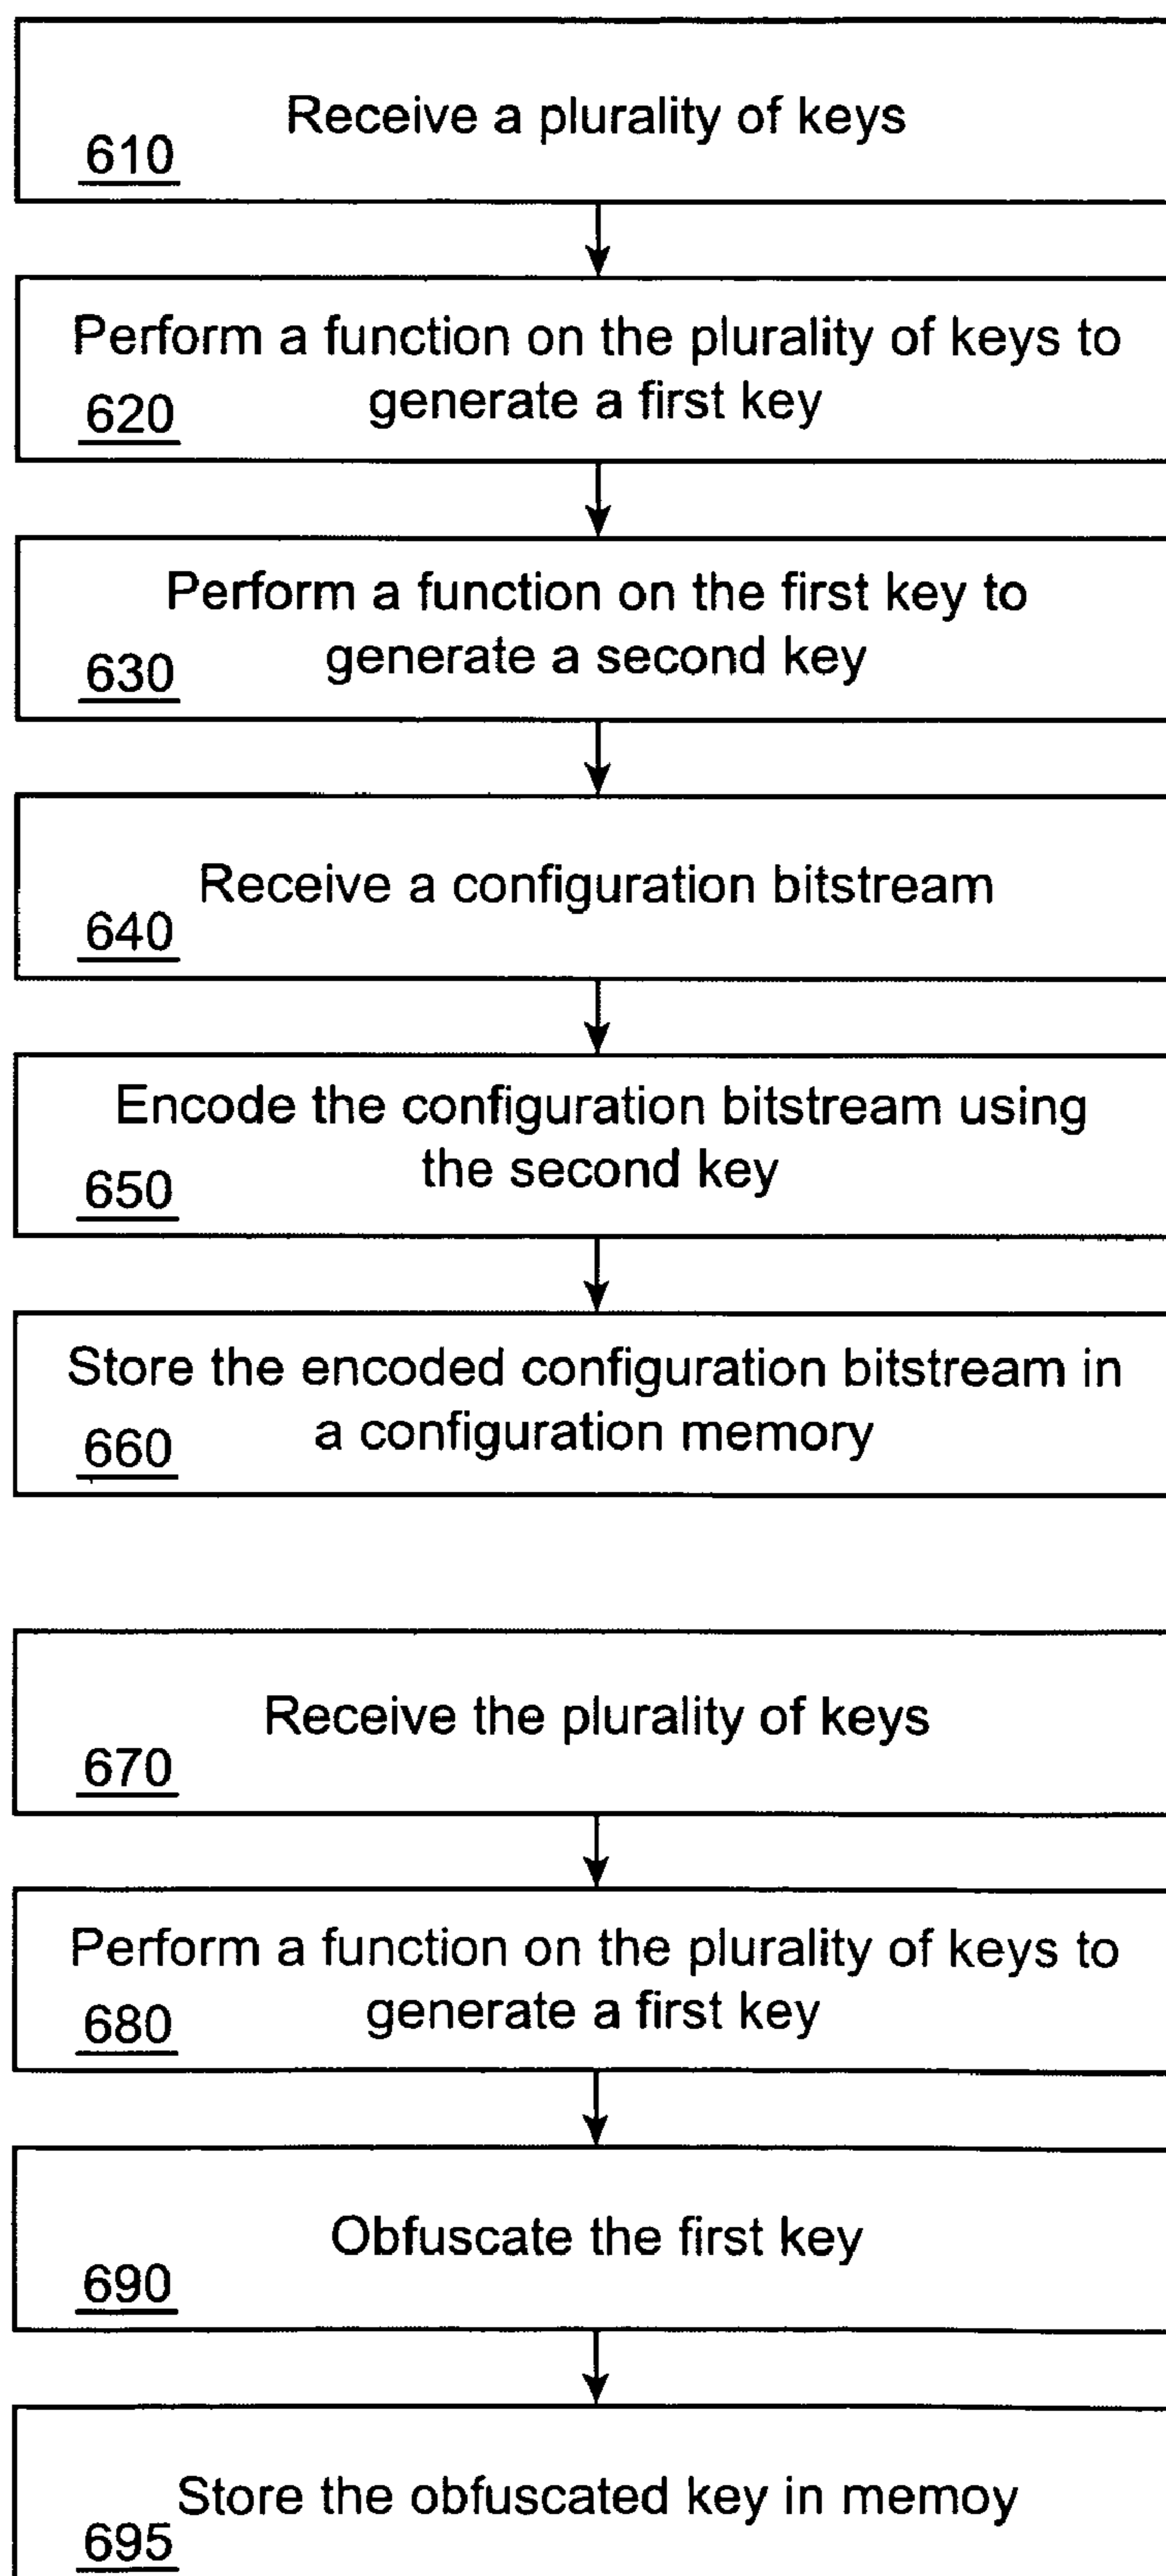 Receive a plurality of keys
610
Perform a function on the plurality of keys to
generate a first key
620
Perform a function on the first key to
generate a second key
630
Receive a configuration bitstream
640
Encode the configuration bitstream using
the second key
650
Store the encoded configuration bitstream in
a configuration memory
660
Receive the plurality of keys
670
Perform a function on the plurality of keys to
generate a first key
680
Obfuscate the first key
690
Store the obfuscated key in memoy
695